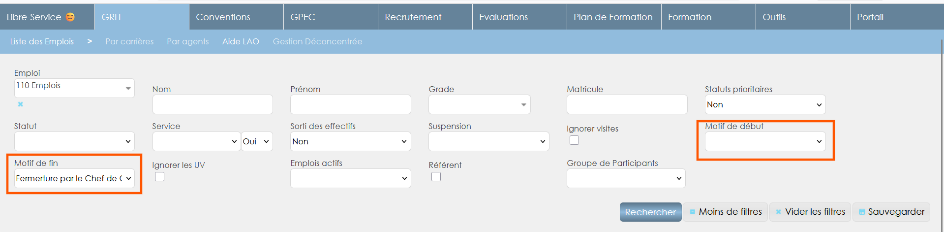 Libre Service GRH Conventions GPEC Recrutement Evaluations Plan de Formation Formation Outils Portail
Liste des Emplois > Par carrières Par agents Aide LAO Gestion Déconcentrée
Emploi
110 Emplois
Nom Prénom Grade Matricule Statuts prioritaires
Non
Statut Service Sorti des effectifs Suspension Ignorer visites Motif de début
Oui Non
Motif de fin Ignorer les UV Emplois actifs Référent Groupe de Participants
Fermerture par le Chef de
Rechercher Moins de filtres Vider les filtres Sauvegarder